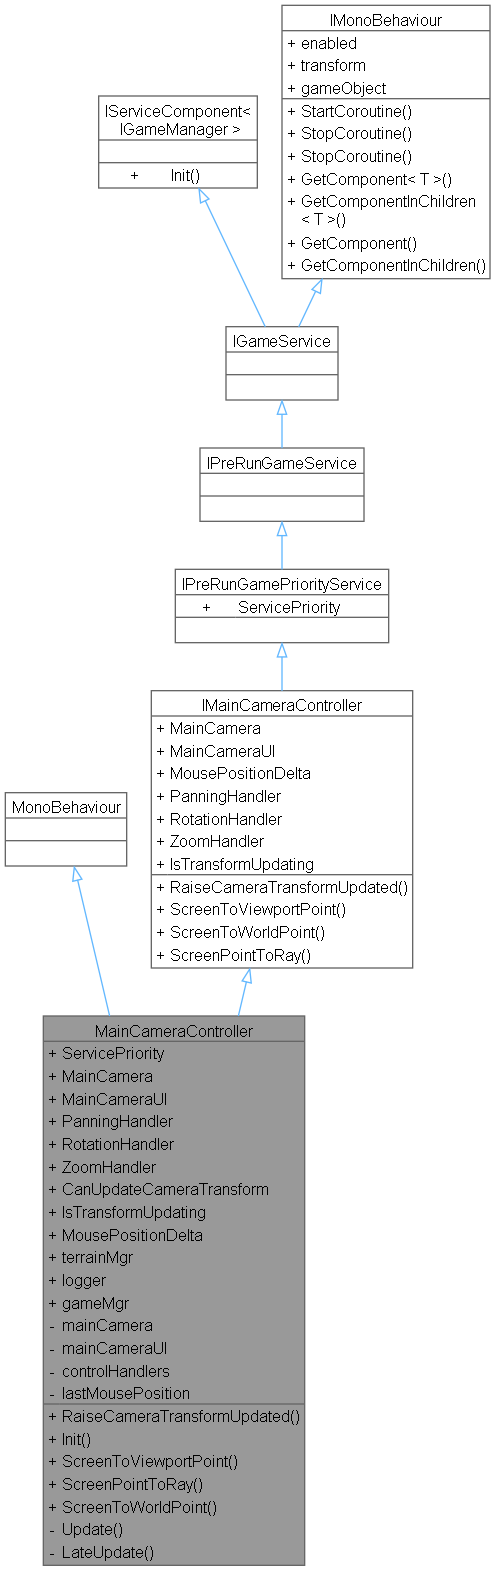 IMonoBehaviour
+ enabled
+ transform
+ gameObject
+ StartCoroutine()
+ StopCoroutine()
+ StopCoroutine()
+ GetComponent< T >()
+ GetComponentInChildren
< T >()
+ GetComponent()
+ GetComponentInChildren()
IServiceComponent<
IGameManager >
+ Init()
IGameService
IPreRunGameService
IPreRunGamePriorityService
+ ServicePriority
IMainCameraController
+ MainCamera
+ MainCameraUI
+ MousePositionDelta
+ PanningHandler
+ RotationHandler
+ ZoomHandler
+ IsTransformUpdating
+ RaiseCameraTransformUpdated()
+ ScreenToViewportPoint()
+ ScreenToWorldPoint()
+ ScreenPointToRay()
MonoBehaviour
MainCameraController
+ ServicePriority
+ MainCamera
+ MainCameraUI
+ PanningHandler
+ RotationHandler
+ ZoomHandler
+ CanUpdateCameraTransform
+ IsTransformUpdating
+ MousePositionDelta
+ terrainMgr
+ logger
+ gameMgr
- mainCamera
- mainCameraUI
- controlHandlers
- lastMousePosition
+ RaiseCameraTransformUpdated()
+ Init()
+ ScreenToViewportPoint()
+ ScreenPointToRay()
+ ScreenToWorldPoint()
- Update()
- LateUpdate()